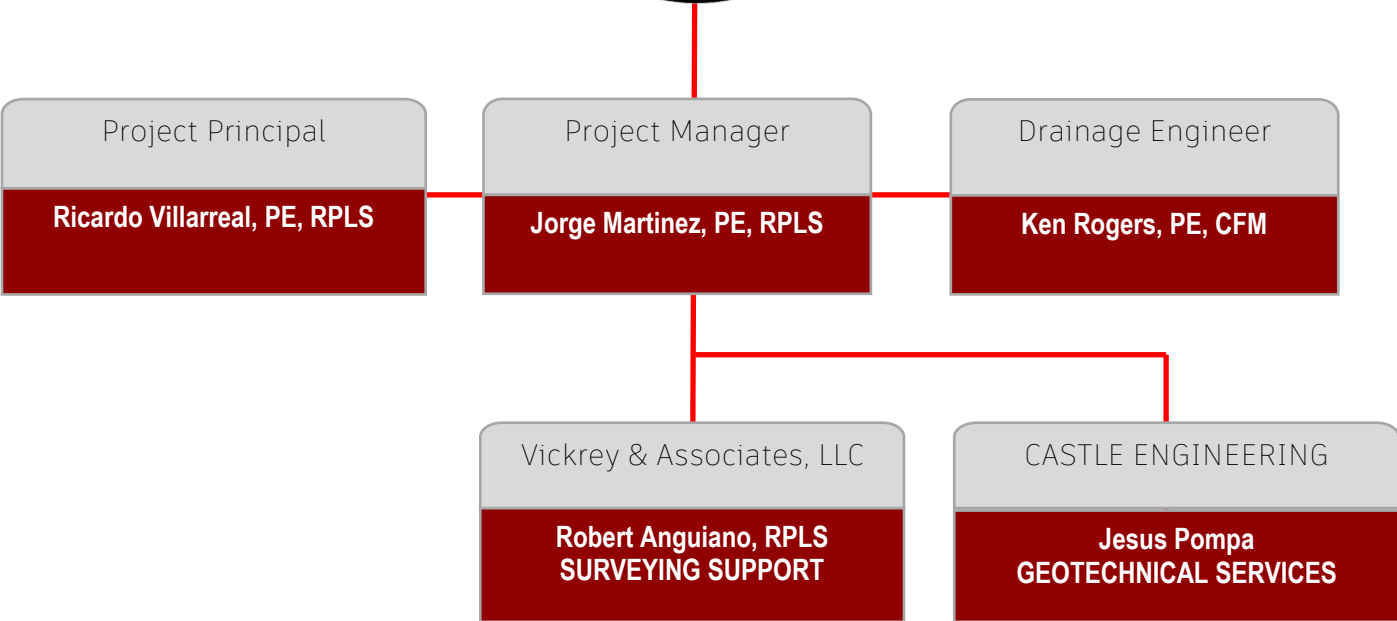 Project Principal
Ricardo Villarreal, PE, RPLS
Project Manager
Jorge Martinez, PE, RPLS
Drainage Engineer
Ken Rogers, PE, CFM
Vickrey & Associates, LLC
Robert Anguiano, RPLS
SURVEYING SUPPORT
CASTLE ENGINEERING
Jesus Pompa
GEOTECHNICAL SERVICES